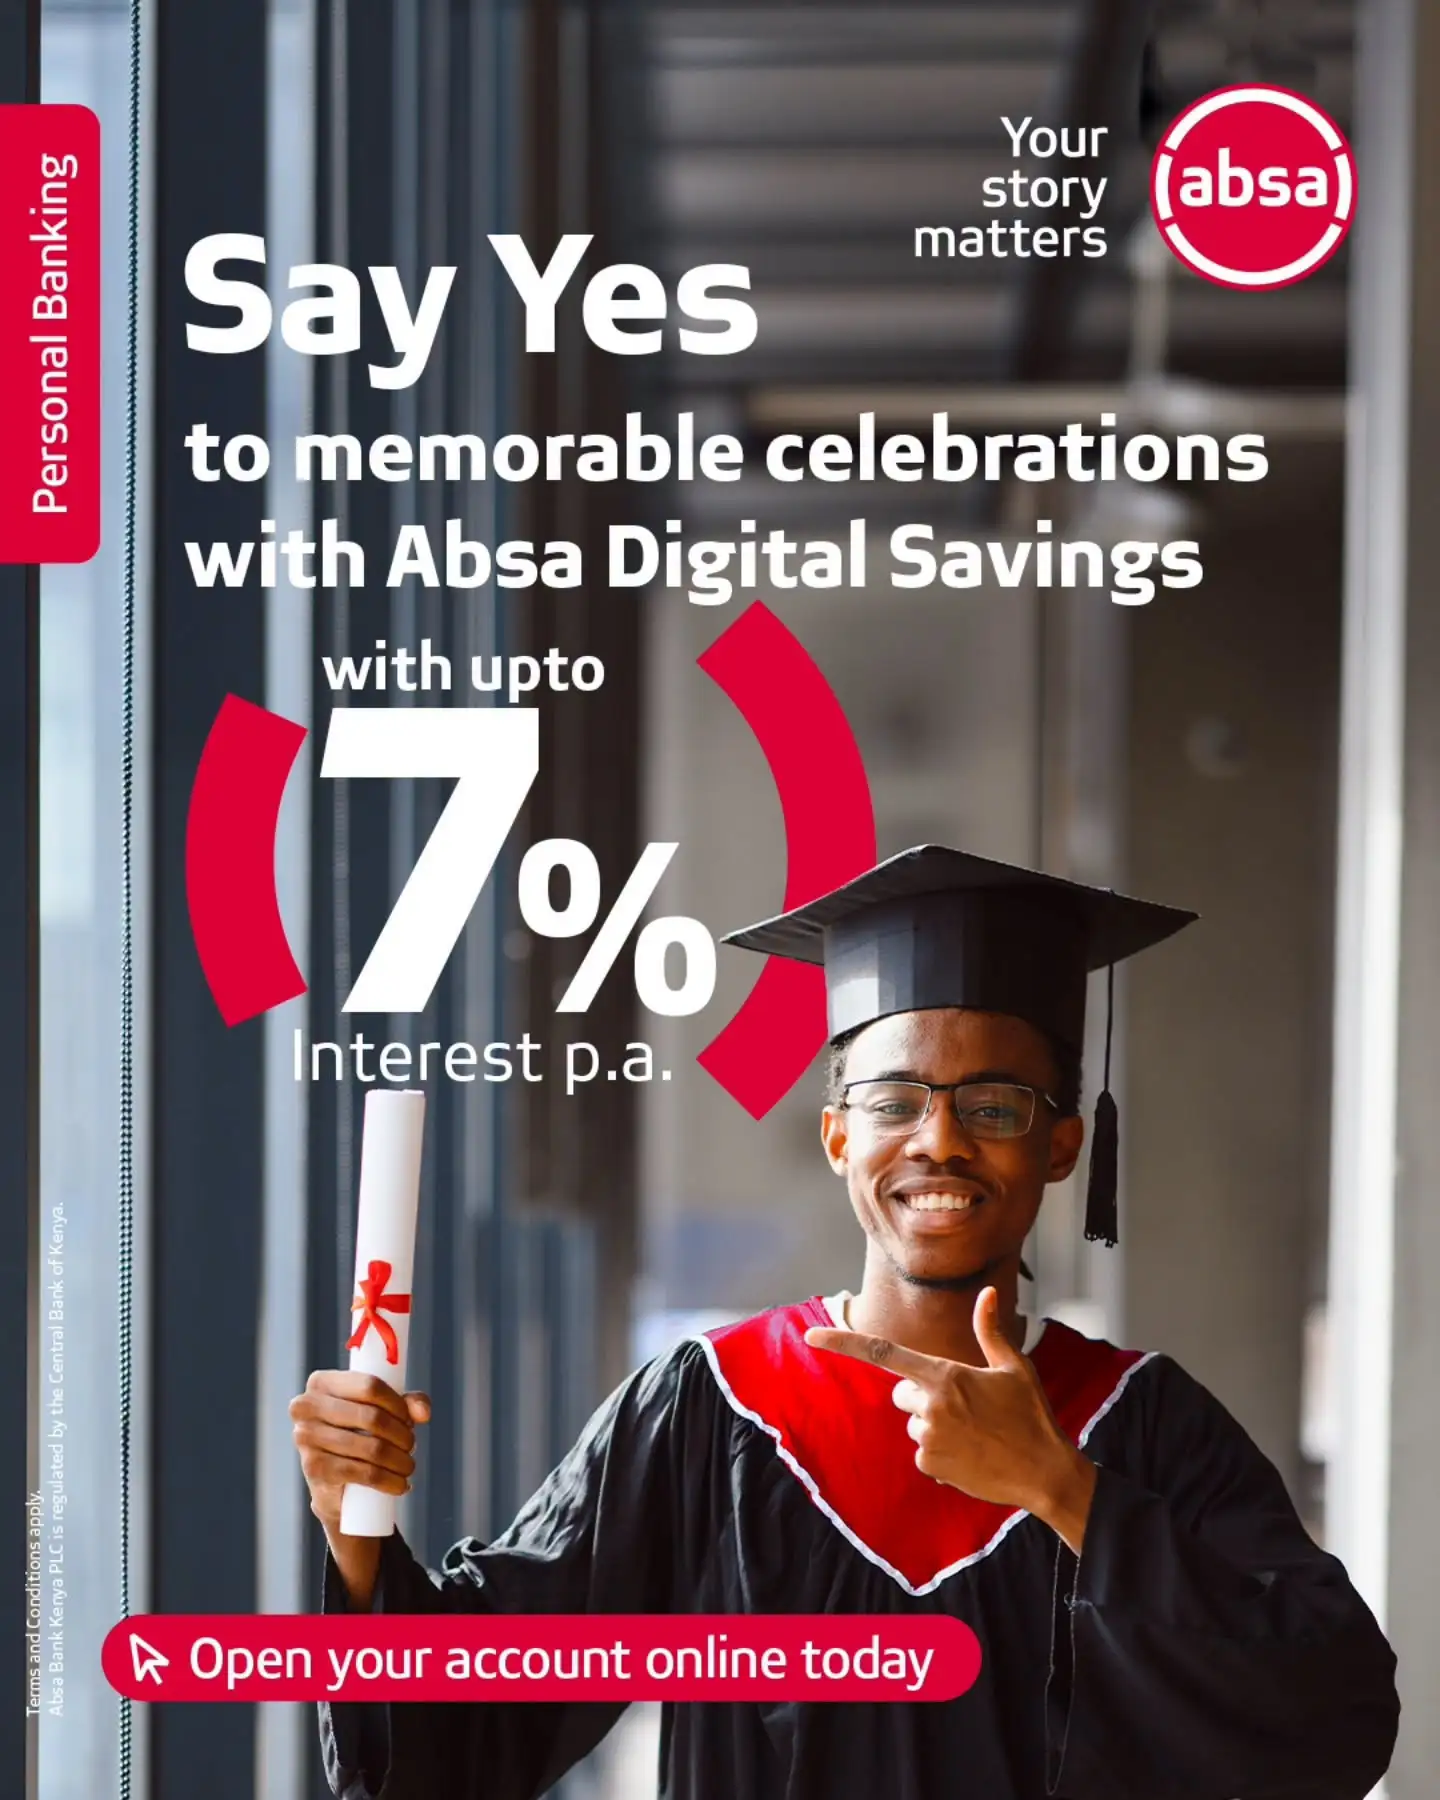 Personal Banking
Your
story
matters
absa
Say Yes
to memorable celebrations
with Absa Digital Savings
with upto
7%
Interest p.a.
Terms and Conditions apply.
Absa Bank Kenya PLC is regulated by the Central Bank of Kenya.
Open your account online today